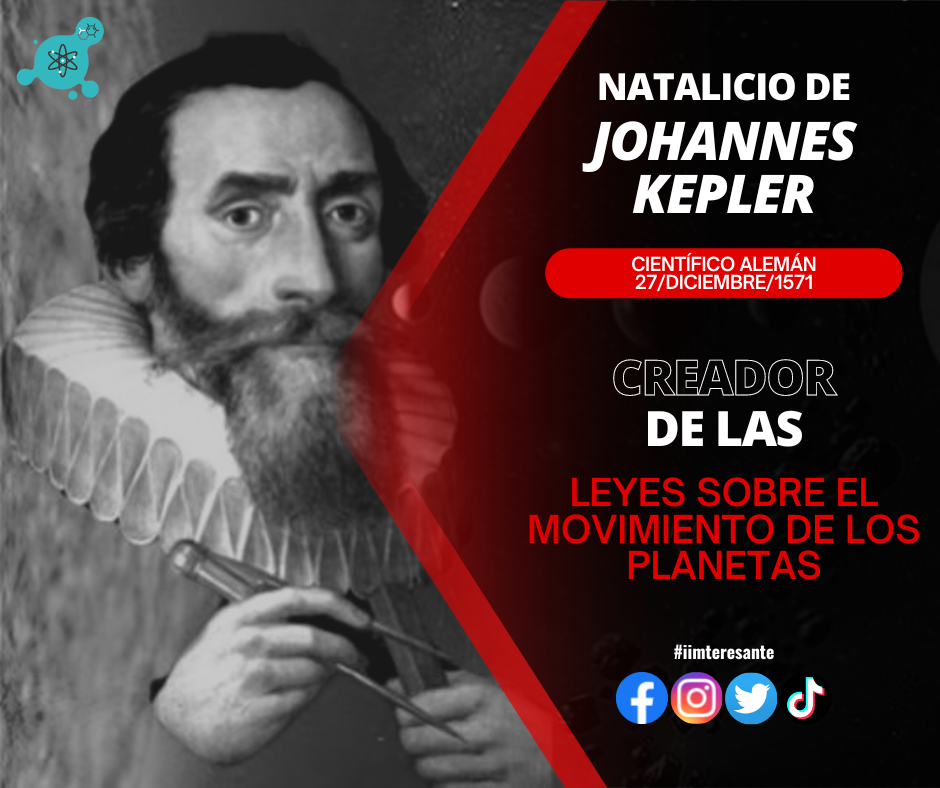 NATALICIO DE
JOHANNES
KEPLER
CIENTÍFICO ALEMÁN
27/DICIEMBRE/1571
CREADOR
DE LAS
LEYES SOBRE EL
MOVIMIENTO DE LOS
PLANETAS
#iimteresante